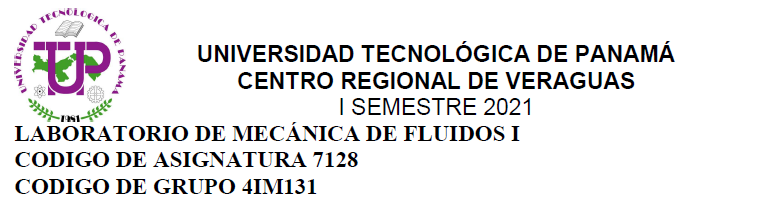 UNIVERSIDAD TECNOLÓGICA DE PANAMÁ
UTP
1981
UNIVERSIDAD TECNOLÓGICA DE PANAMÁ
CENTRO REGIONAL DE VERAGUAS
I SEMESTRE 2021
LABORATORIO DE MECÁNICA DE FLUIDOS I
CODIGO DE ASIGNATURA 7128
CODIGO DE GRUPO 4IM131